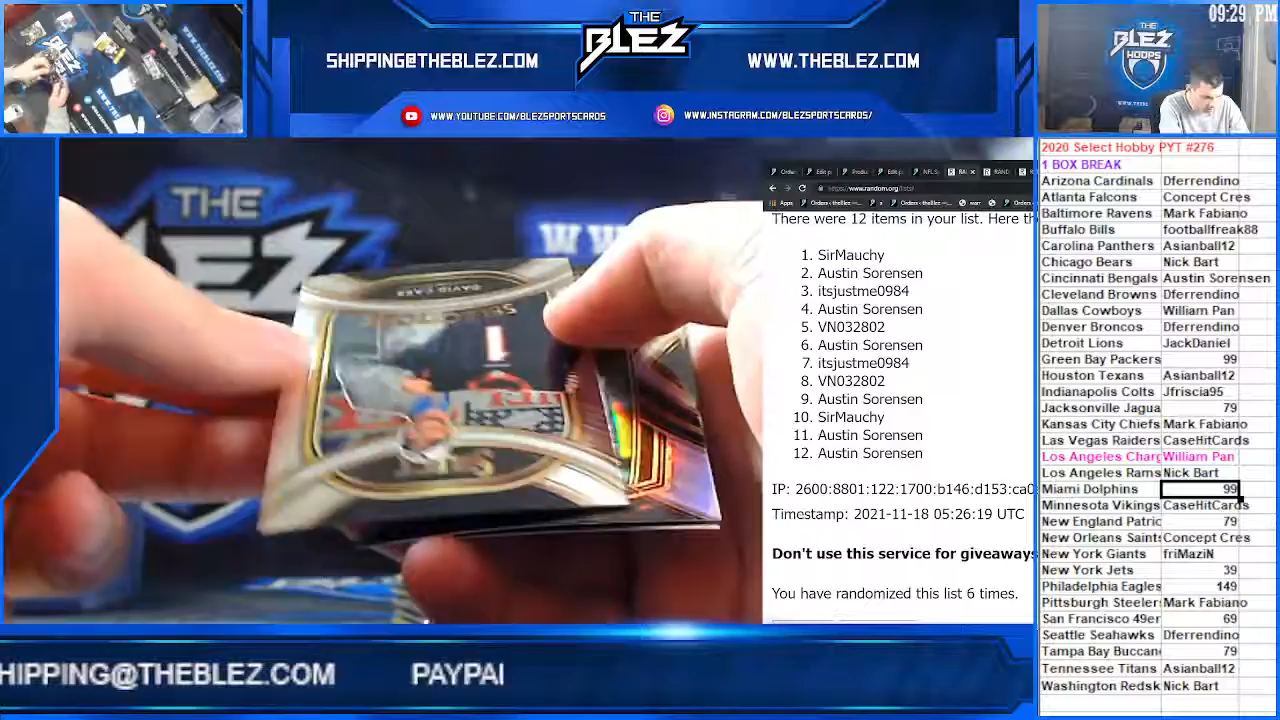 09:29 PM
THE
BLEZ
HOOPS
SHIPPING@THEBLEZ.COM
THE
BLEZ
WWW.THEBLEZ.COM
WWW.YOUTUBE.COM/BLEZSPORTSCARDS
WWW.INSTAGRAM.COM/BLEZSPORTSCARDS/
THE
https://www.random.org/lists/
There were 12 items in your list. Here th
1. SirMauchy
2. Austin Sorensen
3. itsjustme0984
4. Austin Sorensen
5. VN032802
6. Austin Sorensen
7. itsjustme0984
8. VN032802
9. Austin Sorensen
10. SirMauchy
11. Austin Sorensen
12. Austin Sorensen
IP: 2600:8801:122:1700:b146:d153:ca0
Timestamp: 2021-11-18 05:26:19 UTC
Don't use this service for giveaways
You have randomized this list 6 times.
2020 Select Hobby PYT #276
1 BOX BREAK
Arizona Cardinals Dferrendino
Atlanta Falcons Concept Cres
Baltimore Ravens Mark Fabiano
Buffalo Bills footballfreak88
Carolina Panthers Asianball12
Chicago Bears Nick Bart
Cincinnati Bengals Austin Sorensen
Cleveland Browns Dferrendino
Dallas Cowboys William Pan
Denver Broncos Dferrendino
Detroit Lions JackDaniel
Green Bay Packers 99
Houston Texans Asianball12
Indianapolis Colts Jfriscia95
Jacksonville Jagua 79
Kansas City Chiefs Mark Fabiano
Las Vegas Raiders CaseHitCards
Los Angeles Charg William Pan
Los Angeles Rams Nick Bart
Miami Dolphins 99
Minnesota Vikings CaseHitCards
New England Patric 79
New Orleans Saints Concept Cres
New York Giants friMaziN
New York Jets 39
Philadelphia Eagles 149
Pittsburgh Steelers Mark Fabiano
San Francisco 49er 69
Seattle Seahawks Dferrendino
Tampa Bay Buccan 79
Tennessee Titans Asianball12
Washington Redsk Nick Bart
HIPPING@THEBLEZ.COM PAYPAI